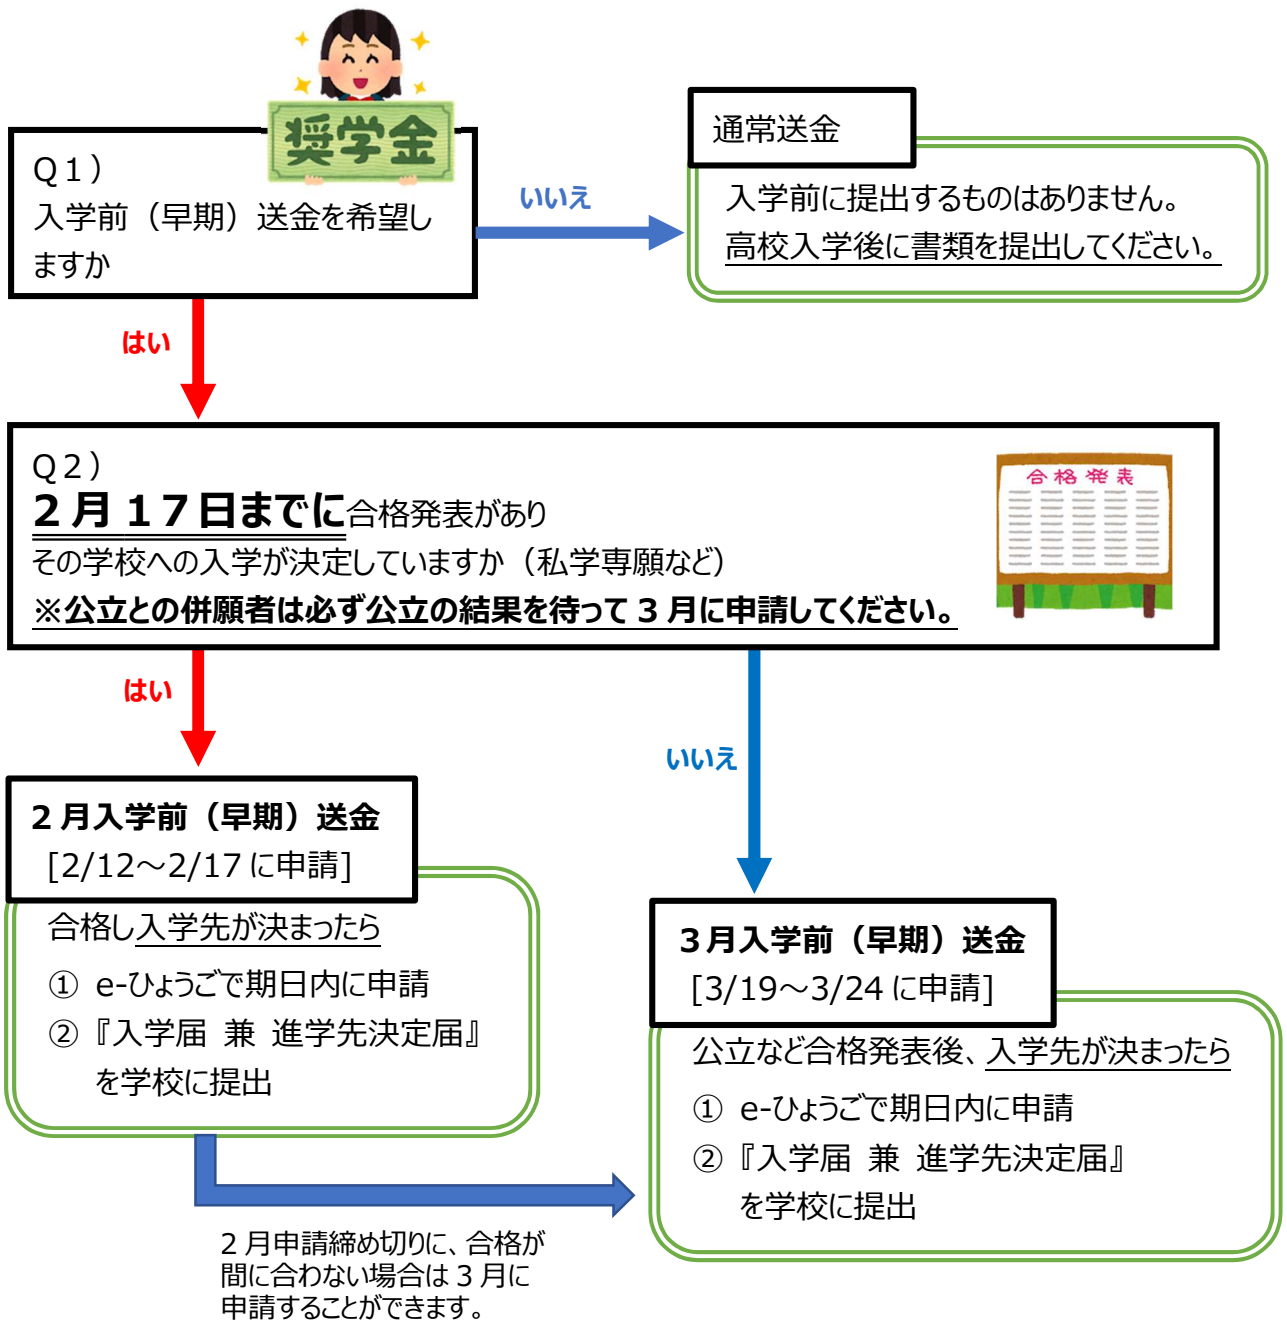 奨学金
Q1）
入学前（早期）送金を希望し
ますか
いいえ
通常送金
入学前に提出するものはありません。
高校入学後に書類を提出してください。
はい
Q2）
2月17日までに合格発表があり
その学校への入学が決定していますか（私学専願など）
※公立との併願者は必ず公立の結果を待って3月に申請してください。
合格発表
はい
いいえ
2月入学前（早期）送金
[2/12～2/17に申請]
合格し入学先が決まったら
① e-ひょうごで期日内に申請
② 『入学届 兼 進学先決定届』
を学校に提出
3月入学前（早期）送金
[3/19～3/24に申請]
公立など合格発表後、入学先が決まったら
① e-ひょうごで期日内に申請
② 『入学届 兼 進学先決定届』
を学校に提出
2月申請締め切りに、合格が
間に合わない場合は3月に
申請することができます。